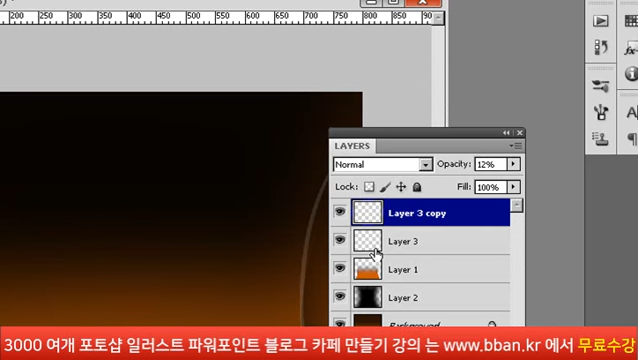 200 250 300 350 400 450 500 550 600 650 700 750 800 850 90
LAYERS
Normal Opacity: 12%
Lock: Fill: 100%
Layer 3 copy
Layer 3
Layer 1
Layer 2
Background
3000 여개 포토샵 일러스트 파워포인트 블로그 카페 만들기 강의 는 www.bban.kr 에서 무료수강